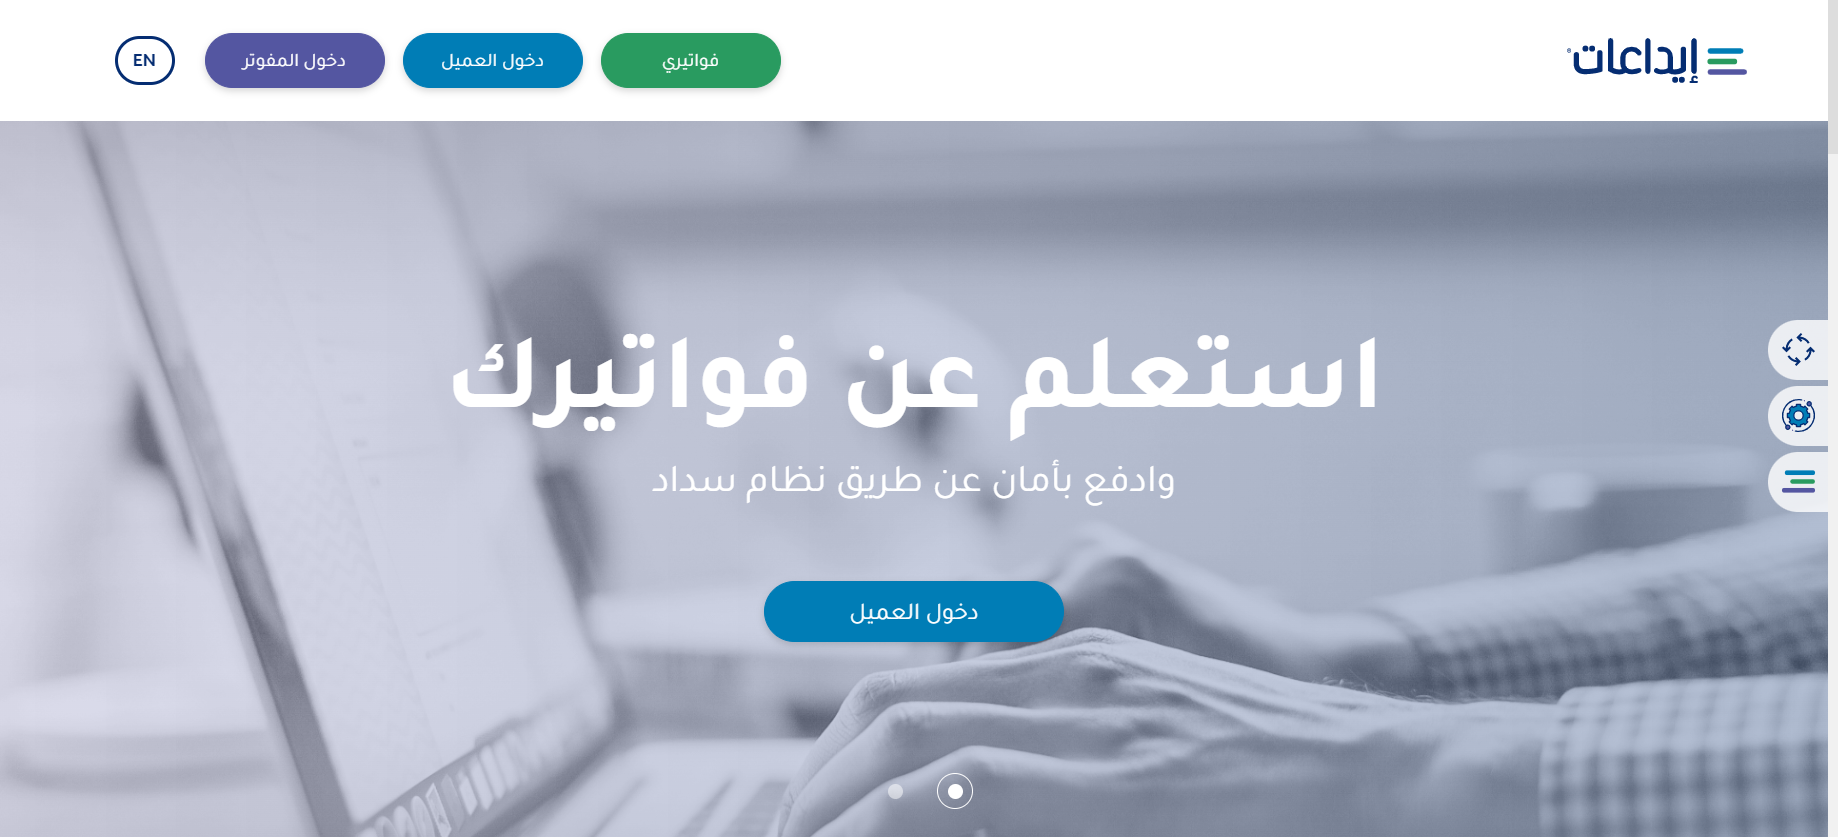 إيداعات
فواتيري
دخول العميل
دخول المفوتر
EN
استعلم عن فواتيرك
وادفع بأمان عن طريق نظام سداد
دخول العميل